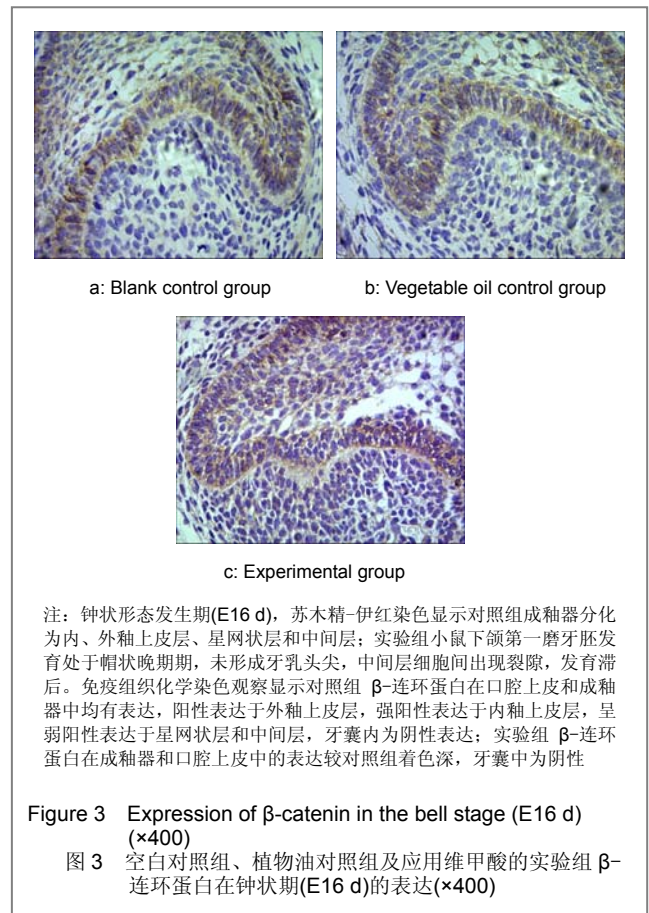 a: Blank control group
b: Vegetable oil control group
c: Experimental group
注：钟状形态发生期(E16 d)，苏木精-伊红染色显示对照组成釉器分化
为内、外釉上皮层、星网状层和中间层；实验组小鼠下颌第一磨牙胚发
育处于帽状晚期期，未形成牙乳头尖，中间层细胞间出现裂隙，发育滞
后。免疫组织化学染色观察显示对照组 β-连环蛋白在口腔上皮和成釉
器中均有表达，阳性表达于外釉上皮层，强阳性表达于内釉上皮层，呈
弱阳性表达于星网状层和中间层，牙囊内为阴性表达；实验组 β-连环
蛋白在成釉器和口腔上皮中的表达较对照组着色深，牙囊中为阴性
Figure 3 Expression of β-catenin in the bell stage (E16 d)
(×400)
图 3 空白对照组、植物油对照组及应用维甲酸的实验组 β-
连环蛋白在钟状期(E16 d)的表达(×400)